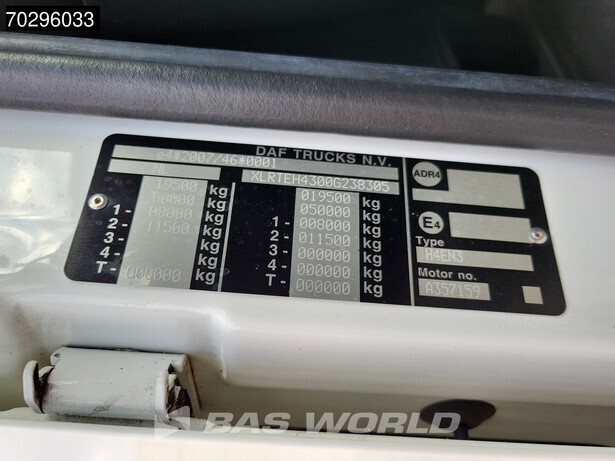 70296033
DAF TRUCKS N.V.
e4*2007/46*0001
NL XLRTEH4300G238305
19500 kg 019500 kg
50000 kg 050000 kg
1- 08000 kg 1- 008000 kg
2- 11500 kg 2- 011500 kg
3- kg 3- 000000 kg
4- kg 4- 000000 kg
T- 000000 kg T- 000000 kg
ADR4
E4
Type
H4EN3
Motor no.
A357159
BAS WORLD